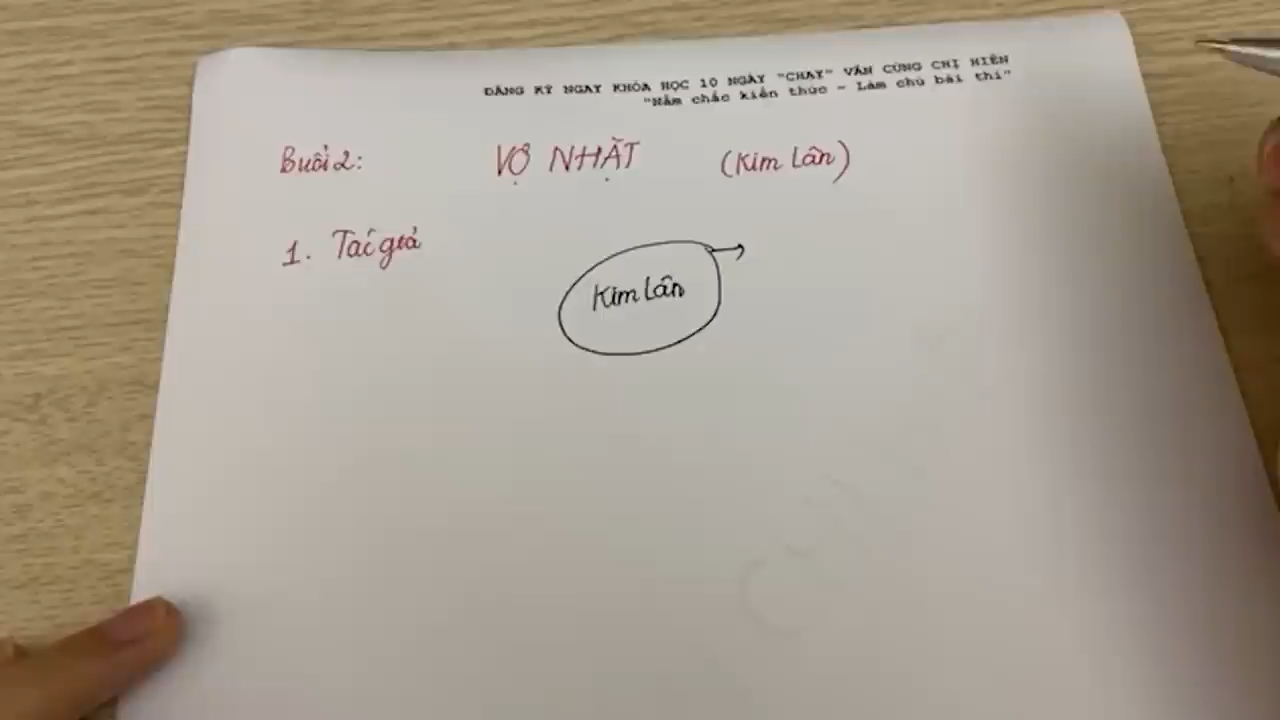 ĐĂNG KÝ NGAY KHÓA HỌC 10 NGÀY "CHẠY" VĂN CÙNG CHỊ HIÊN
"Nắm chắc kiến thức - Làm chủ bài thi"
Buổi 2: VỢ NHẶT (Kim Lân)
1. Tác giả
Kim Lân